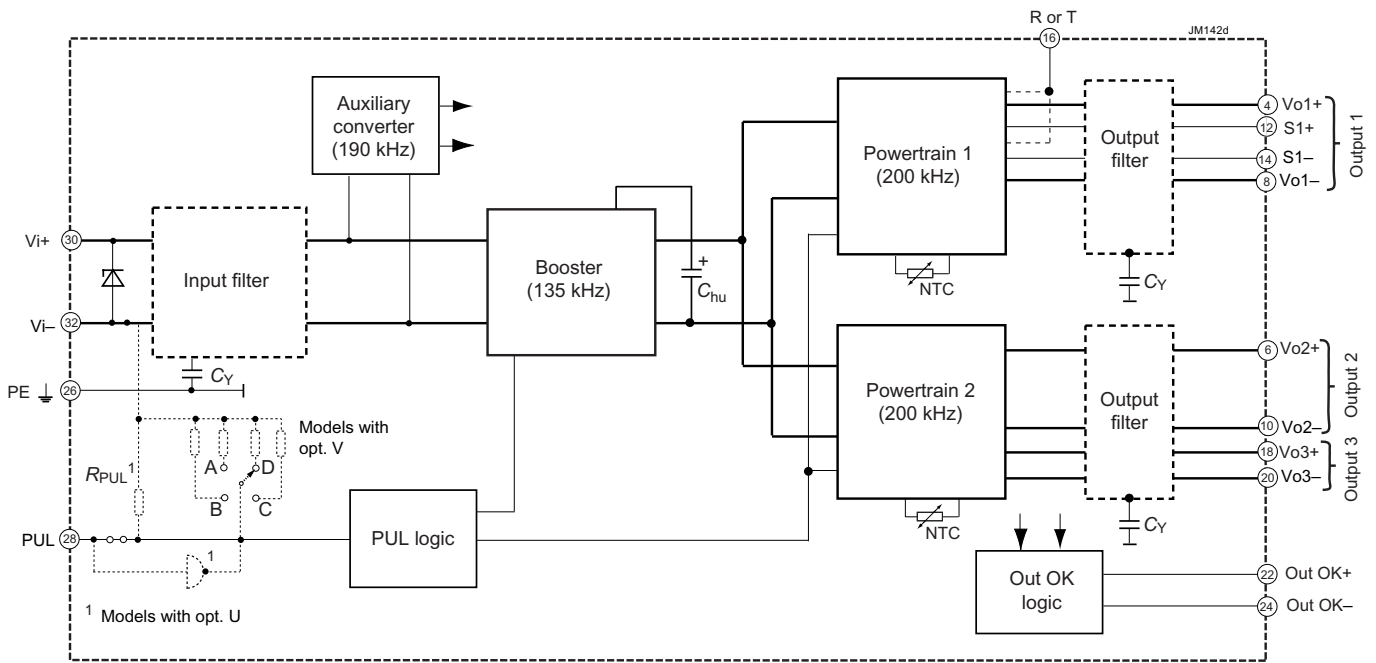 R or T
16
JM142d
Auxiliary
converter
(190 kHz)
Powertrain 1
(200 kHz)
Output
filter
4 Vo1+
12 S1+
14 S1–
8 Vo1–
Output 1
Vi+ 30
Input filter
Booster
(135 kHz)
+
Chu
NTC
CY
Vi– 32
CY
PE 26
Powertrain 2
(200 kHz)
Output
filter
6 Vo2+
10 Vo2–
Output 2
18 Vo3+
20 Vo3–
Output 3
Models with
opt. V
RPUL1
A
D
B
C
NTC
CY
PUL 28
1
PUL logic
Out OK
logic
22 Out OK+
24 Out OK–
1 Models with opt. U